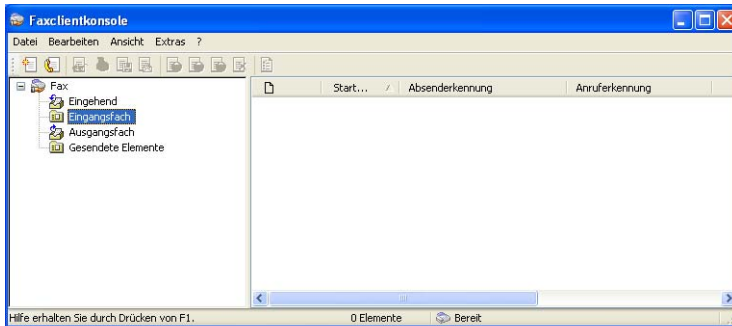 Faxclientkonsole
Datei Bearbeiten Ansicht Extras ?
Fax
Eingehend
Eingangsfach
Ausgangsfach
Gesendete Elemente
Start... Absenderkennung Anruferkennung
Hilfe erhalten Sie durch Drücken von F1. 0 Elemente Bereit